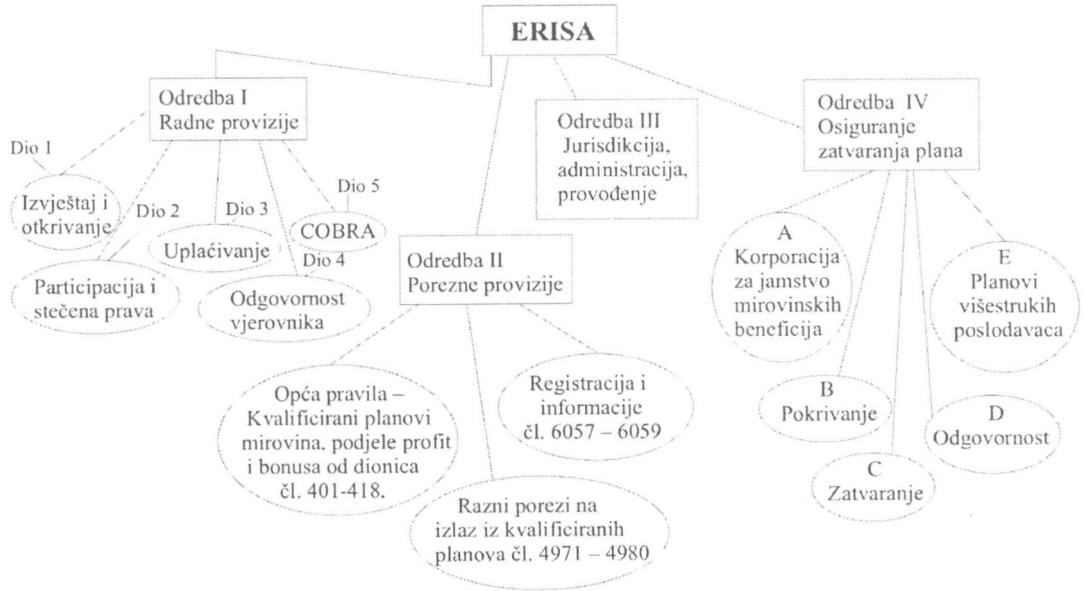 ERISA
Odredba I
Radne provizije
Dio 1
Izvještaj i
otkrivanje
Dio 2
Participacija i
stečena prava
Dio 3
Uplaćivanje
Dio 4
Odgovornost
vjerovnika
Dio 5
COBRA
Odredba II
Porezne provizije
Opća pravila –
Kvalificirani planovi
mirovina, podjele profit
i bonusa od dionica
čl. 401-418.
Razni porezi na
izlaz iz kvalificiranih
planova čl. 4971 – 4980
Registracija i
informacije
čl. 6057 – 6059
Odredba III
Jurisdikcija,
administracija,
provođenje
Odredba IV
Osiguranje
zatvaranja plana
A
Korporacija
za jamstvo
mirovinskih
beneficija
B
Pokrivanje
C
Zatvaranje
D
Odgovornost
E
Planovi
višestrukih
poslodavaca